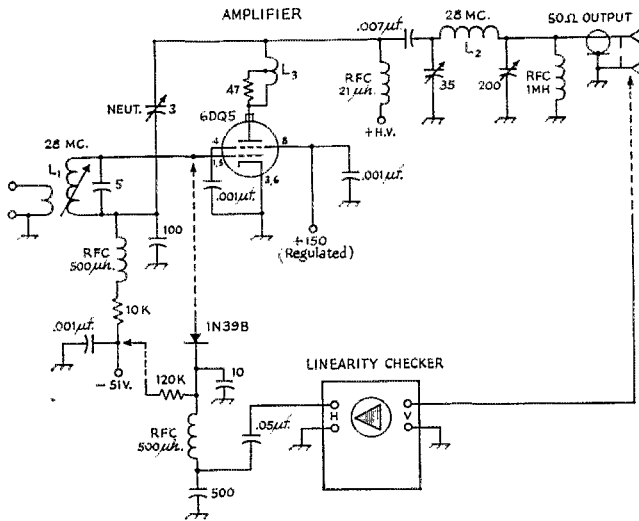 AMPLIFIER
.007µf.
28 MC.
L2
50Ω OUTPUT
47
L3
RFC
21µh.
+H.V.
35
200
RFC
1MH
NEUT.
3
6DQ5
28 MC.
L1
5
4
1,5
8
3,6
.001µf.
.001µf.
+150
(Regulated)
100
RFC
500µh.
10K
.001µf.
-51V.
1N39B
120K
10
LINEARITY CHECKER
H
V
.05µf.
RFC
500µh.
500